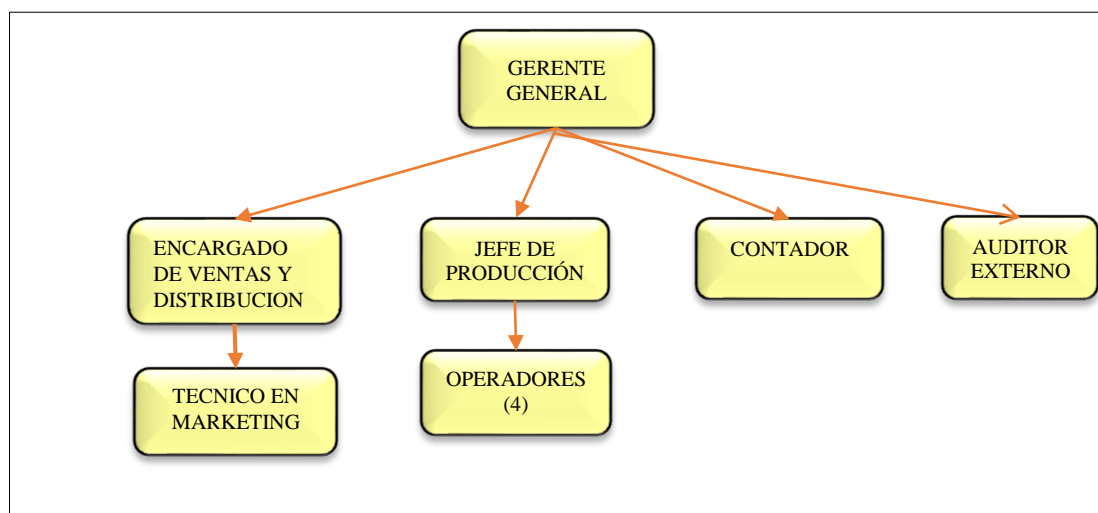 GERENTE
GENERAL
ENCARGADO
DE VENTAS Y
DISTRIBUCION
JEFE DE
PRODUCCIÓN
CONTADOR
AUDITOR
EXTERNO
TECNICO EN
MARKETING
OPERADORES
(4)